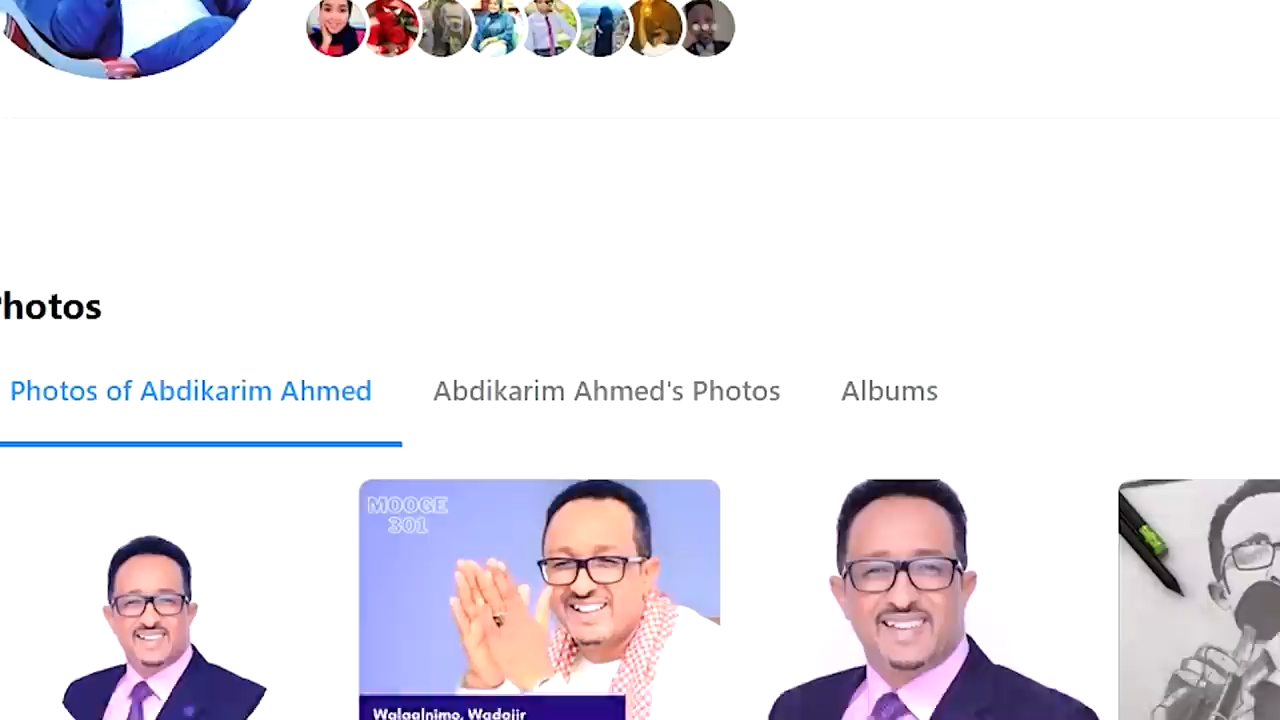 Photos
Photos of Abdikarim Ahmed
Abdikarim Ahmed's Photos
Albums
MOOGE
301
Walaalnimo, Wadajir